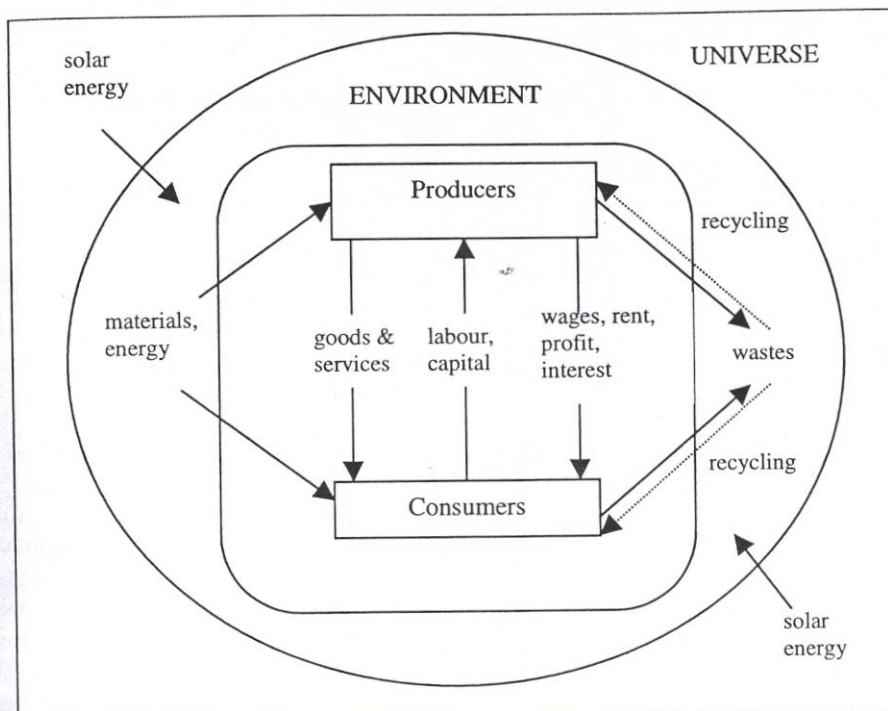 UNIVERSE
solar
energy
ENVIRONMENT
Producers
recycling
materials,
energy
goods &
services
labour,
capital
wages, rent,
profit,
interest
wastes
recycling
Consumers
solar
energy